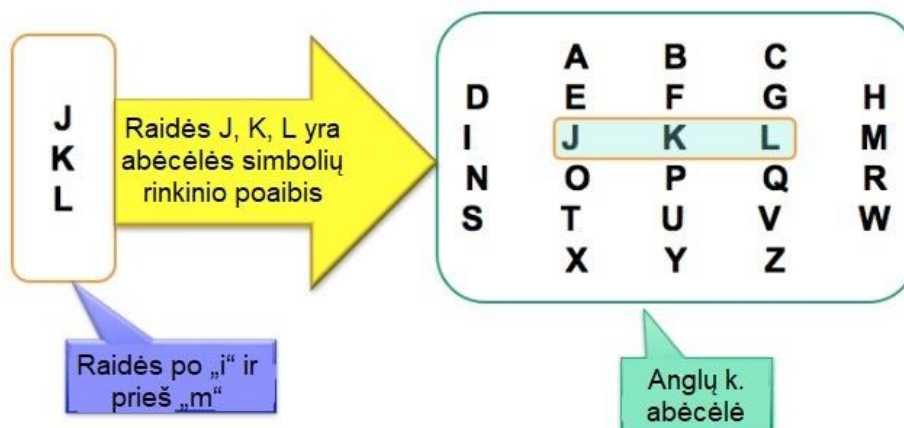 J
K
L
Raidės J, K, L yra
abėcėlės simbolių
rinkinio poaibis
A B C
D E F G H
I J K L M
N O P Q R
S T U V W
X Y Z
Raidės po „i“ ir
prieš „m“
Anglų k.
abėcėlė